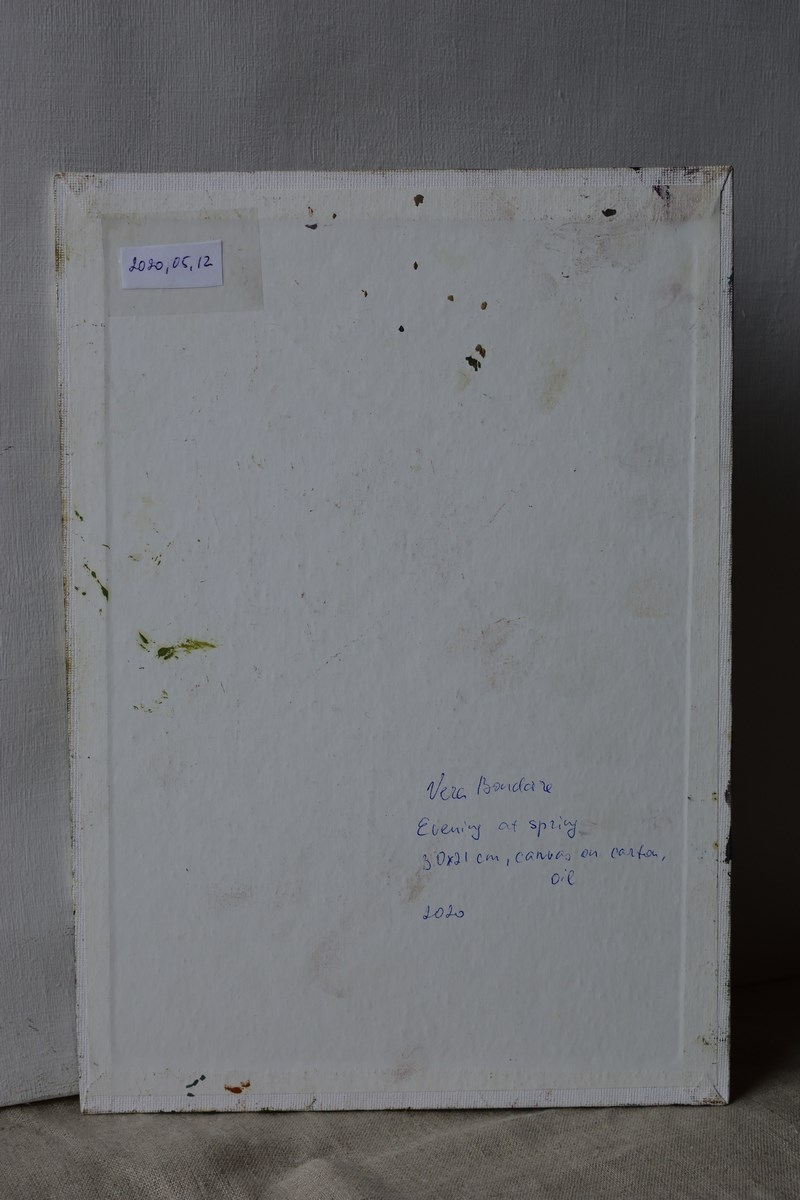 2020,05,12
Vera Bondare
Evening at spring
30x21 cm, canvas on carton,
oil
2020